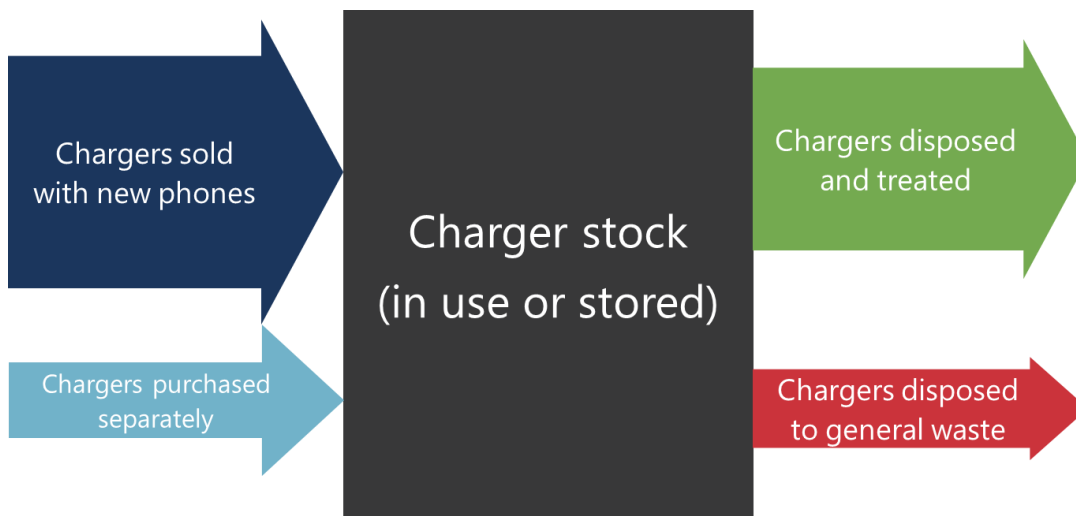 Chargers sold
with new phones
Chargers purchased
separately
Charger stock
(in use or stored)
Chargers disposed
and treated
Chargers disposed
to general waste